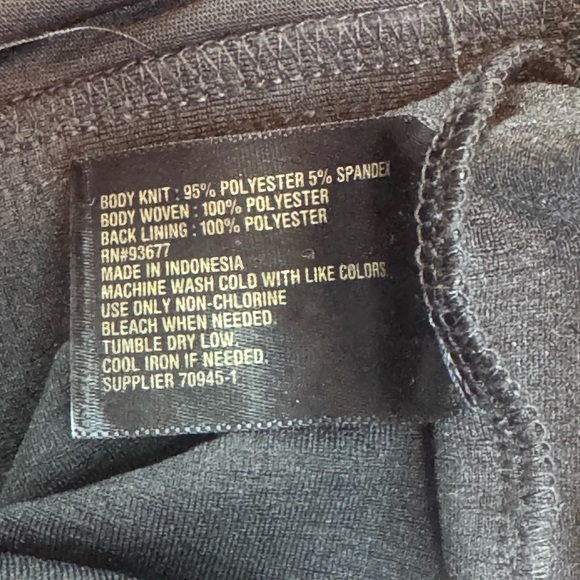 BODY KNIT : 95% POLYESTER 5% SPANDEX
BODY WOVEN : 100% POLYESTER
BACK LINING : 100% POLYESTER
RN#93677
MADE IN INDONESIA
MACHINE WASH COLD WITH LIKE COLORS.
USE ONLY NON-CHLORINE
BLEACH WHEN NEEDED.
TUMBLE DRY LOW.
COOL IRON IF NEEDED.
SUPPLIER 70945-1